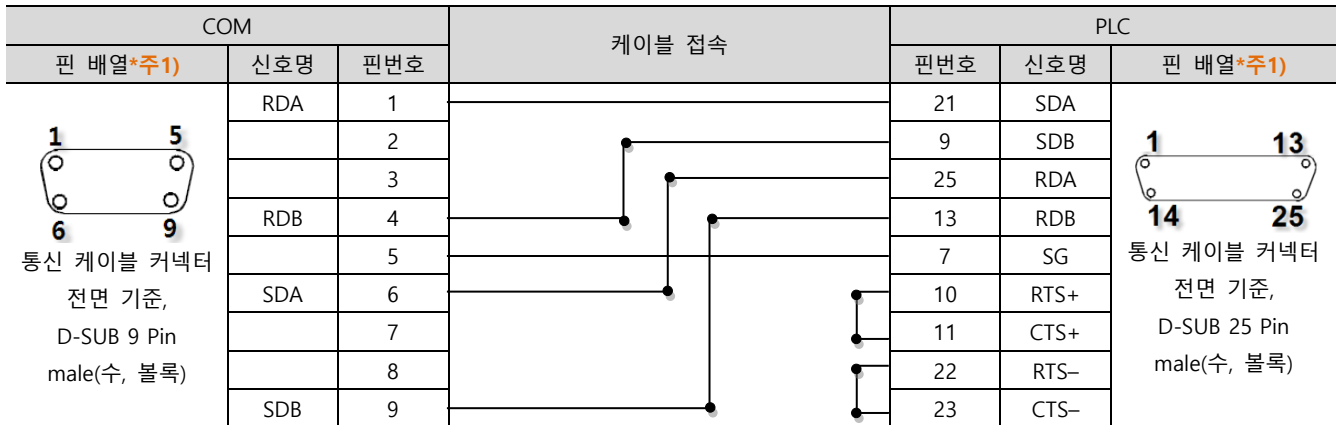 COM 케이블 접속 PLC
핀 배열*주1) 신호명 핀번호 핀번호 신호명 핀 배열*주1)
1 5
6 9
통신 케이블 커넥터
전면 기준,
D-SUB 9 Pin
male(수, 볼록)
RDA 1 21 SDA
2 9 SDB
3 25 RDA
RDB 4 13 RDB
5 7 SG
SDA 6 10 RTS+
7 11 CTS+
8 22 RTS–
SDB 9 23 CTS–
1 13
14 25
통신 케이블 커넥터
전면 기준,
D-SUB 25 Pin
male(수, 볼록)